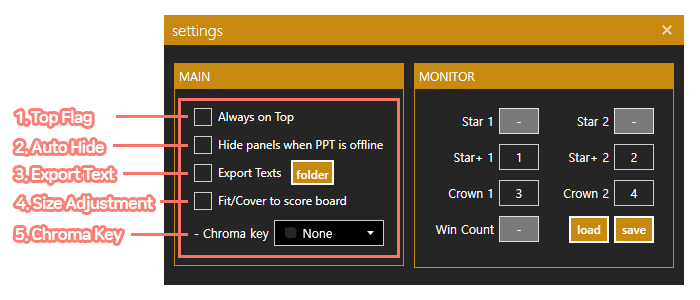 settings
MAIN
1. Top Flag
Always on Top
2. Auto Hide
Hide panels when PPT is offline
3. Export Text
Export Texts folder
4. Size Adjustment
Fit/Cover to score board
5. Chroma Key
- Chroma key None
MONITOR
Star 1 - Star 2 -
Star+ 1 1 Star+ 2 2
Crown 1 3 Crown 2 4
Win Count - load save